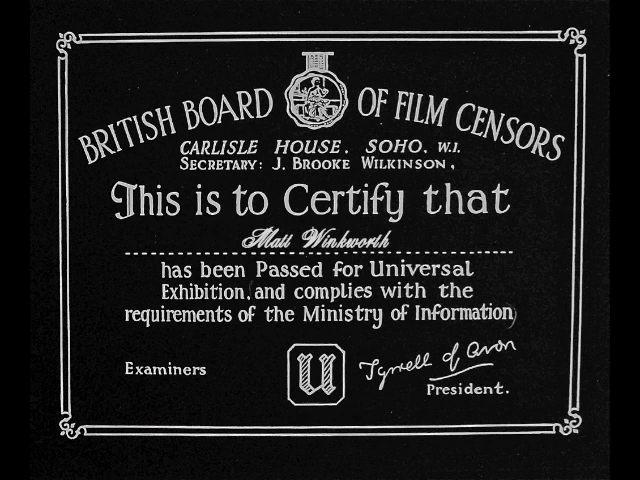 BRITISH BOARD OF FILM CENSORS
CARLISLE HOUSE. SOHO. W.1.
SECRETARY: J. BROOKE WILKINSON.
This is to Certify that
Matt Winkworth
has been Passed for Universal
Exhibition, and complies with the
requirements of the Ministry of Information
Examiners
U
Tyrrell of Avon
President.